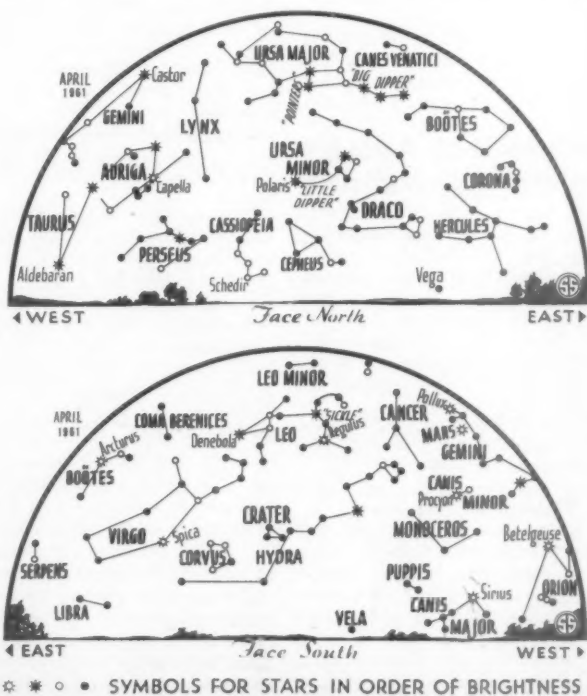 APRIL
1961
Castor
GEMINI
LYNX
URSA MAJOR
CANES VENATICI
"BIG DIPPER"
"POINTERS"
BOÖTES
AURIGA
Capella
URSA
MINOR
Polaris
"LITTLE
DIPPER"
CORONA
TAURUS
Aldebaran
PERSEUS
CASSIOPEIA
Schedir
CEPHEUS
DRACO
HERCULES
Vega
SS
WEST Face North EAST
LEO MINOR
APRIL
1961
COMA BERENICES
Denebola
LEO
"SICKLE"
Regulus
CANCER
Pollux
MARS
GEMINI
Arcturus
BOÖTES
CANIS
Procyon
MINOR
VIRGO
Spica
CRATER
CORVUS
HYDRA
MONOCEROS
Betelgeuse
SERPENS
LIBRA
PUPPIS
CANIS
MAJOR
Sirius
ORION
VELA
SS
EAST Face South WEST
SYMBOLS FOR STARS IN ORDER OF BRIGHTNESS